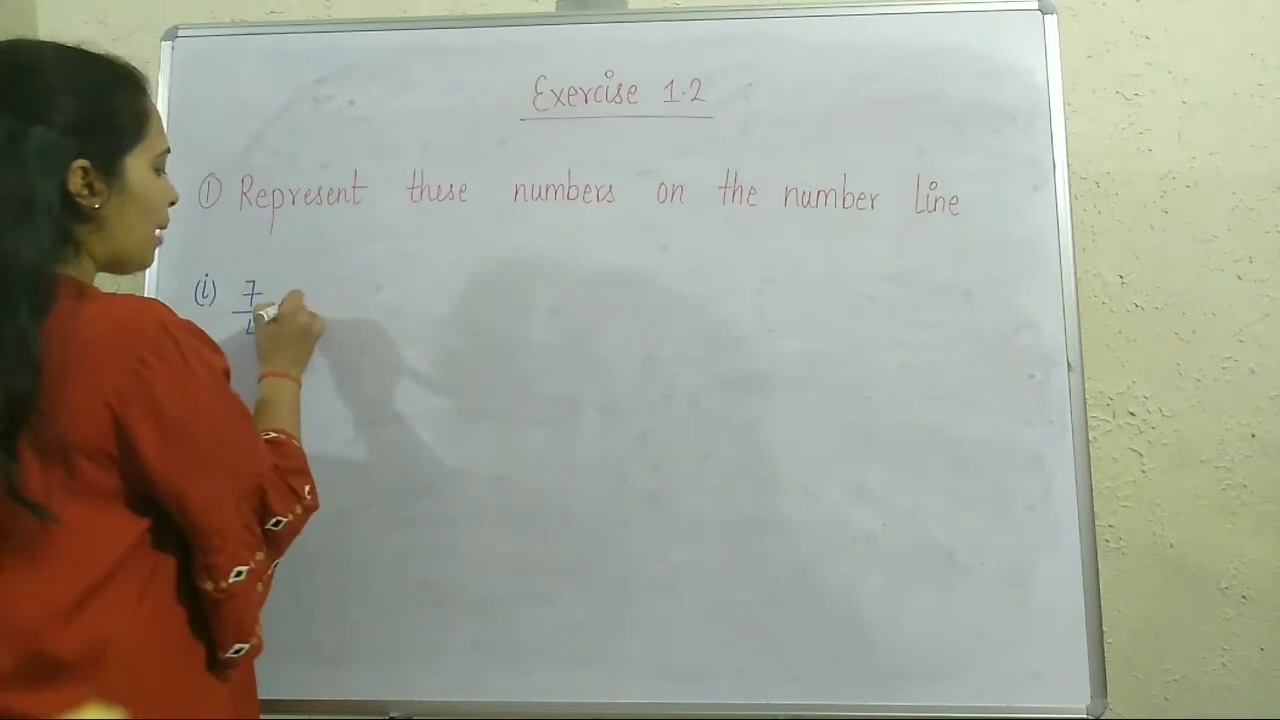 Exercise 1.2
① Represent these numbers on the number line
(i) 7